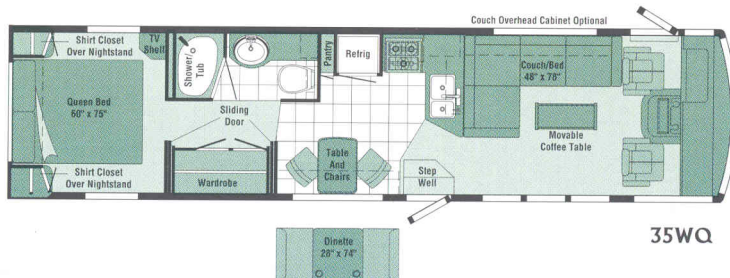 Couch Overhead Cabinet Optional
Shirt Closet
Over Nightstand
TV
Shelf
Shower/
Tub
Pantry
Refrig
Couch/Bed
48" x 78"
Queen Bed
60" x 75"
Sliding
Door
Movable
Coffee Table
Table
And
Chairs
Shirt Closet
Over Nightstand
Wardrobe
Step
Well
35WQ
Dinette
28" x 74"